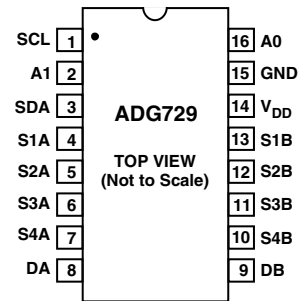 SCL 1 16 A0
A1 2 15 GND
SDA 3 ADG729 14 VDD
S1A 4 13 S1B
S2A 5 TOP VIEW 12 S2B
S3A 6 (Not to Scale) 11 S3B
S4A 7 10 S4B
DA 8 9 DB